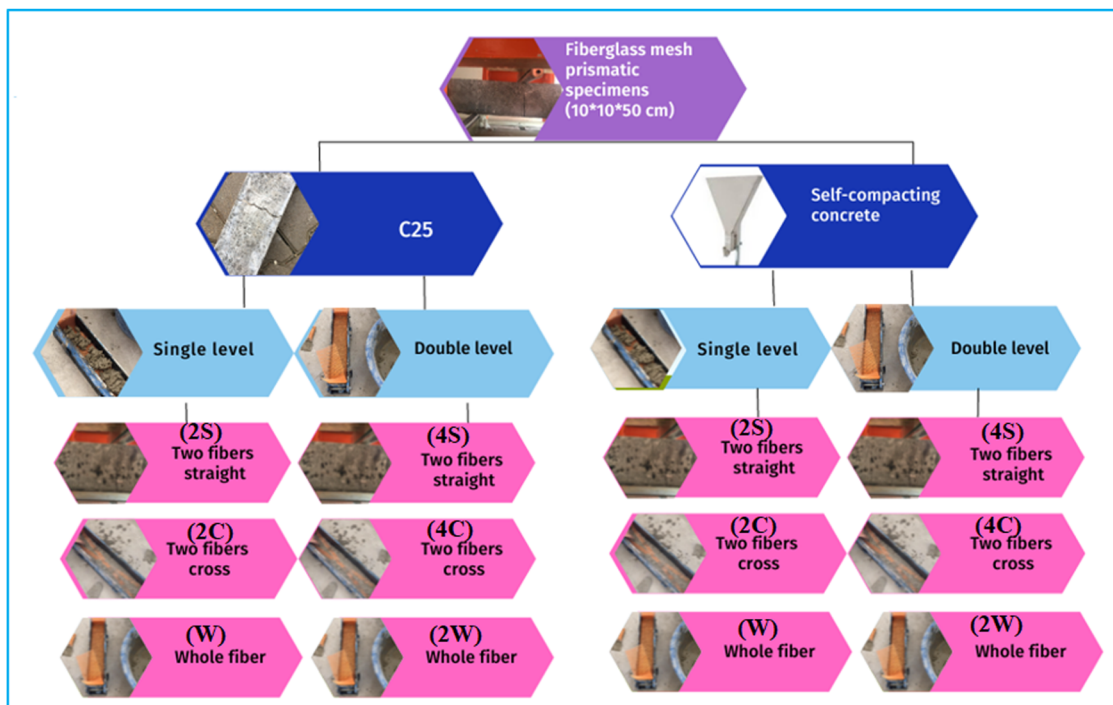 Fiberglass mesh
prismatic
specimens
(10*10*50 cm)
C25
Self-compacting
concrete
Single level
Double level
Single level
Double level
(2S)
Two fibers
straight
(4S)
Two fibers
straight
(2S)
Two fibers
straight
(4S)
Two fibers
straight
(2C)
Two fibers
cross
(4C)
Two fibers
cross
(2C)
Two fibers
cross
(4C)
Two fibers
cross
(W)
Whole fiber
(2W)
Whole fiber
(W)
Whole fiber
(2W)
Whole fiber